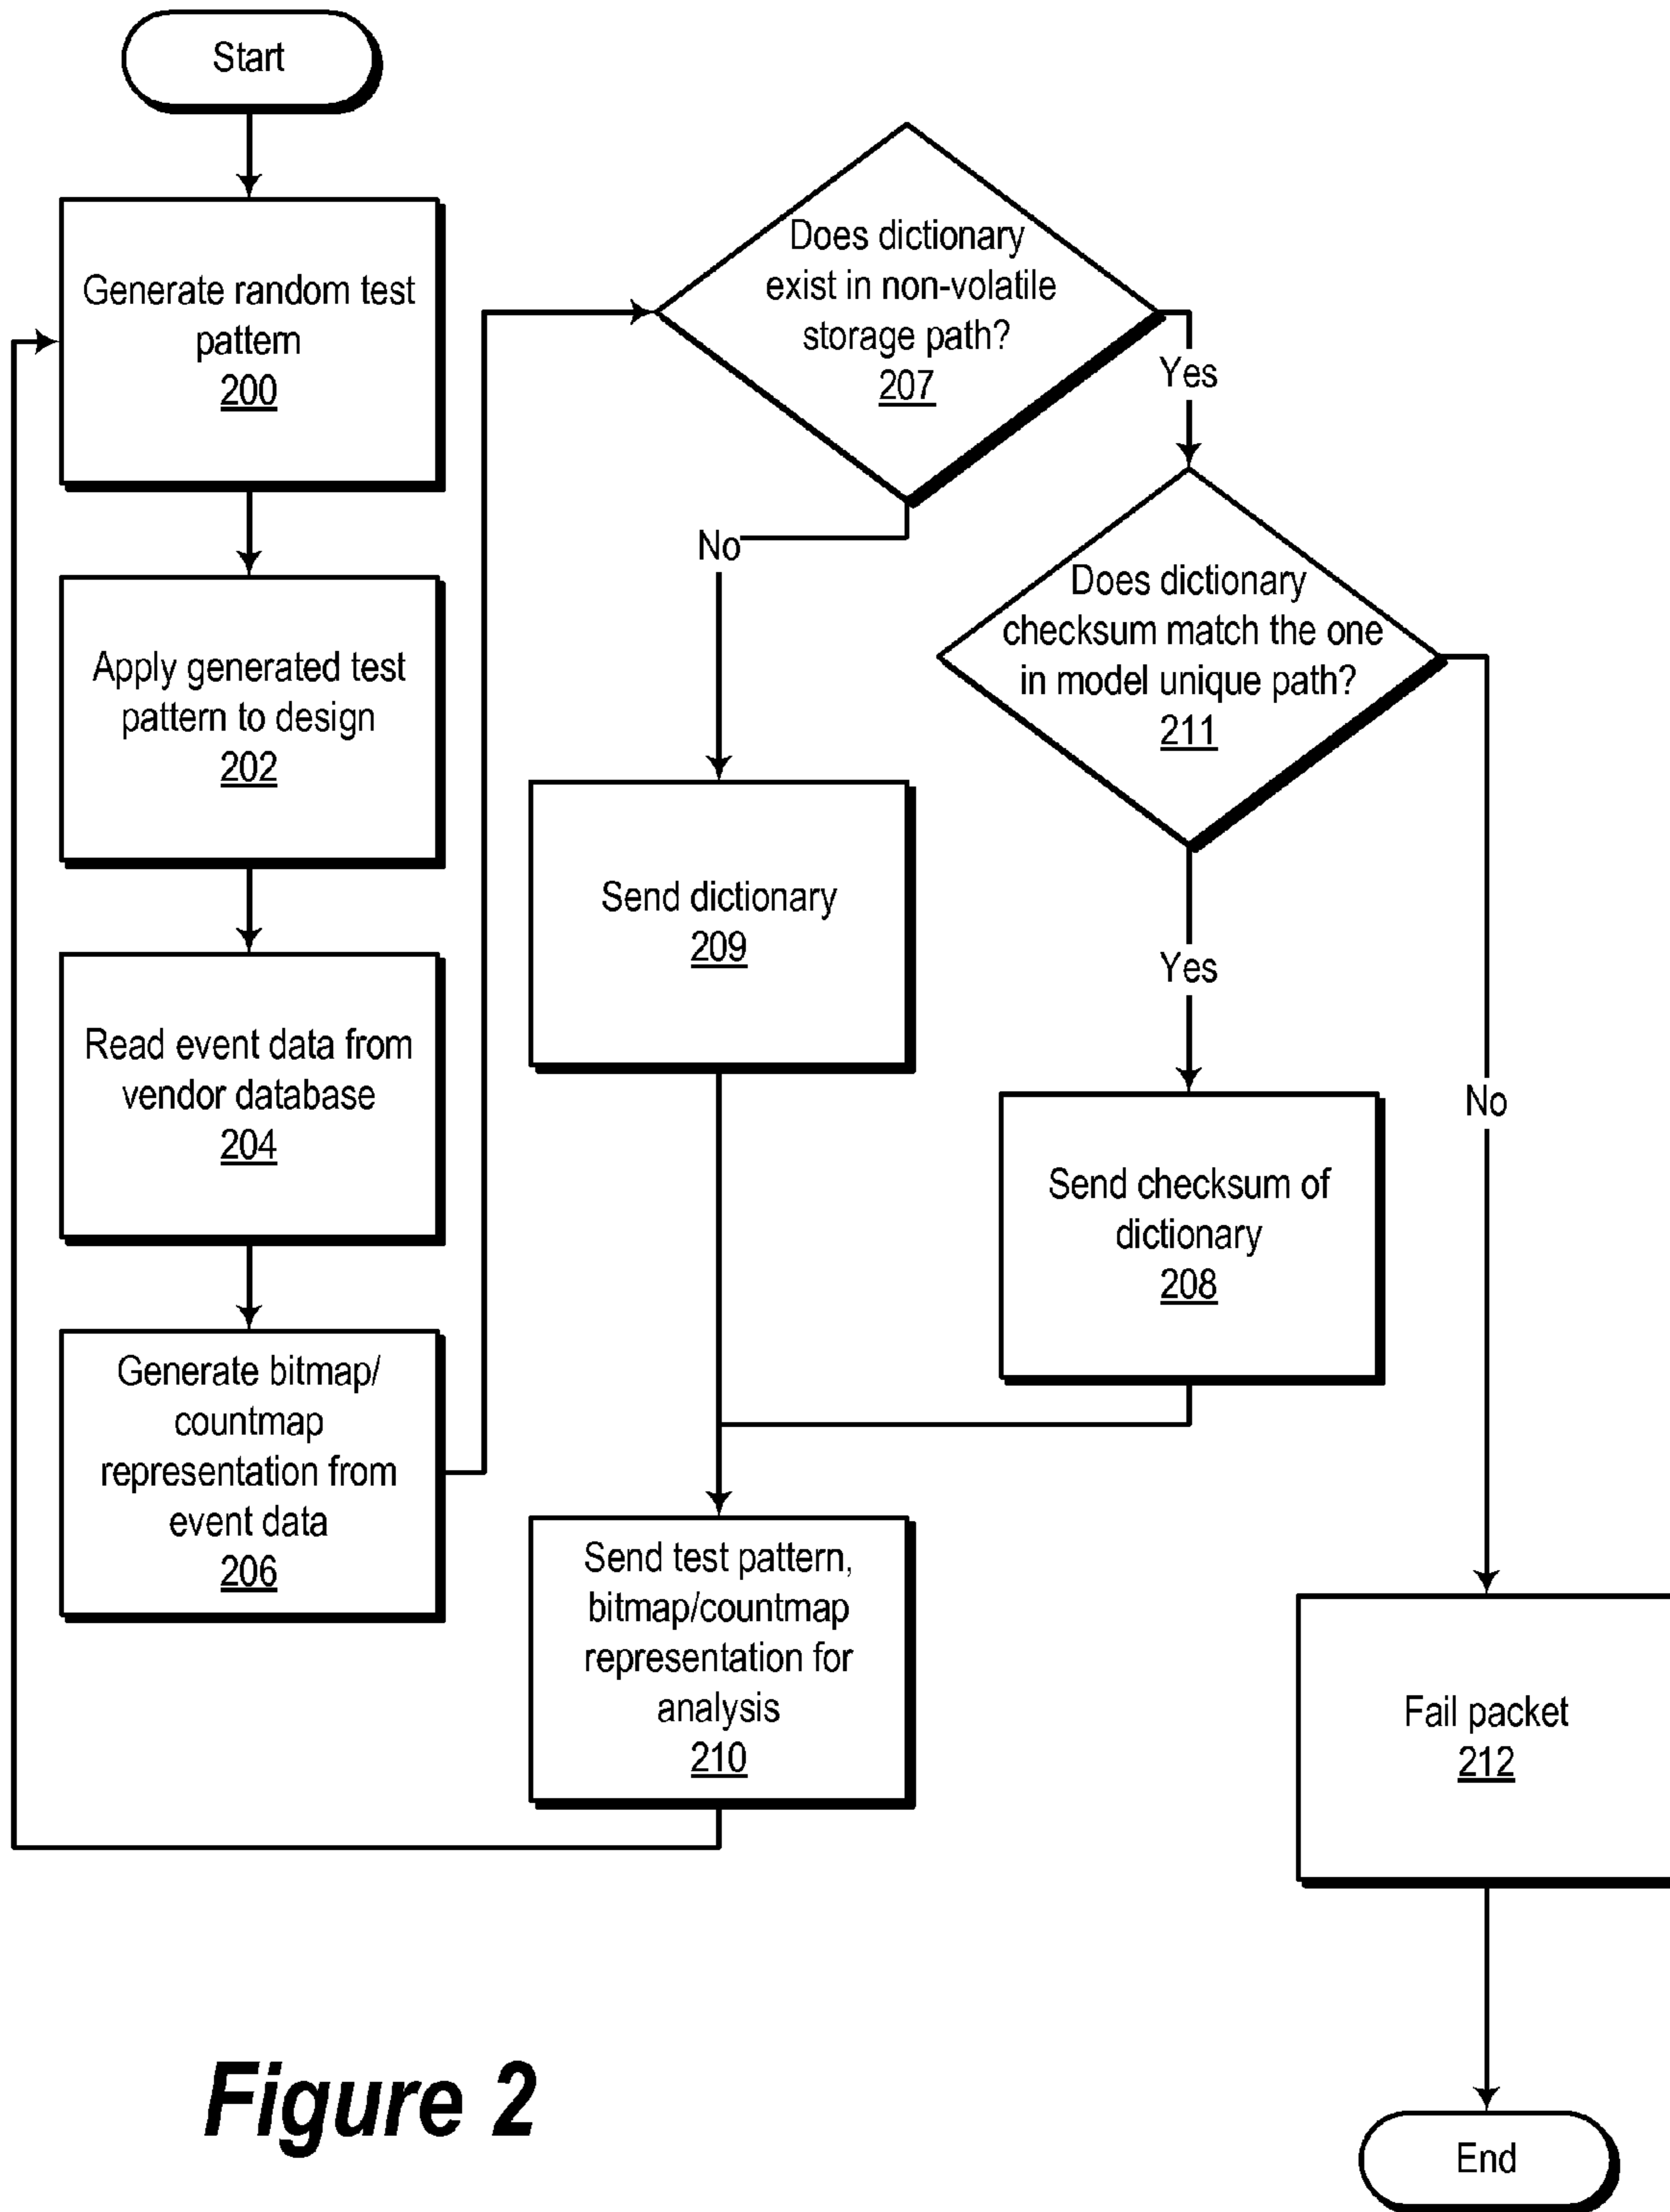 Start
Generate random test
pattern
200
Apply generated test
pattern to design
202
Read event data from
vendor database
204
Generate bitmap/
countmap
representation from
event data
206
Does dictionary
exist in non-volatile
storage path?
207
Yes
No
Does dictionary
checksum match the one
in model unique path?
211
Send dictionary
209
Yes
No
Send checksum of
dictionary
208
Send test pattern,
bitmap/countmap
representation for
analysis
210
Fail packet
212
End
Figure 2